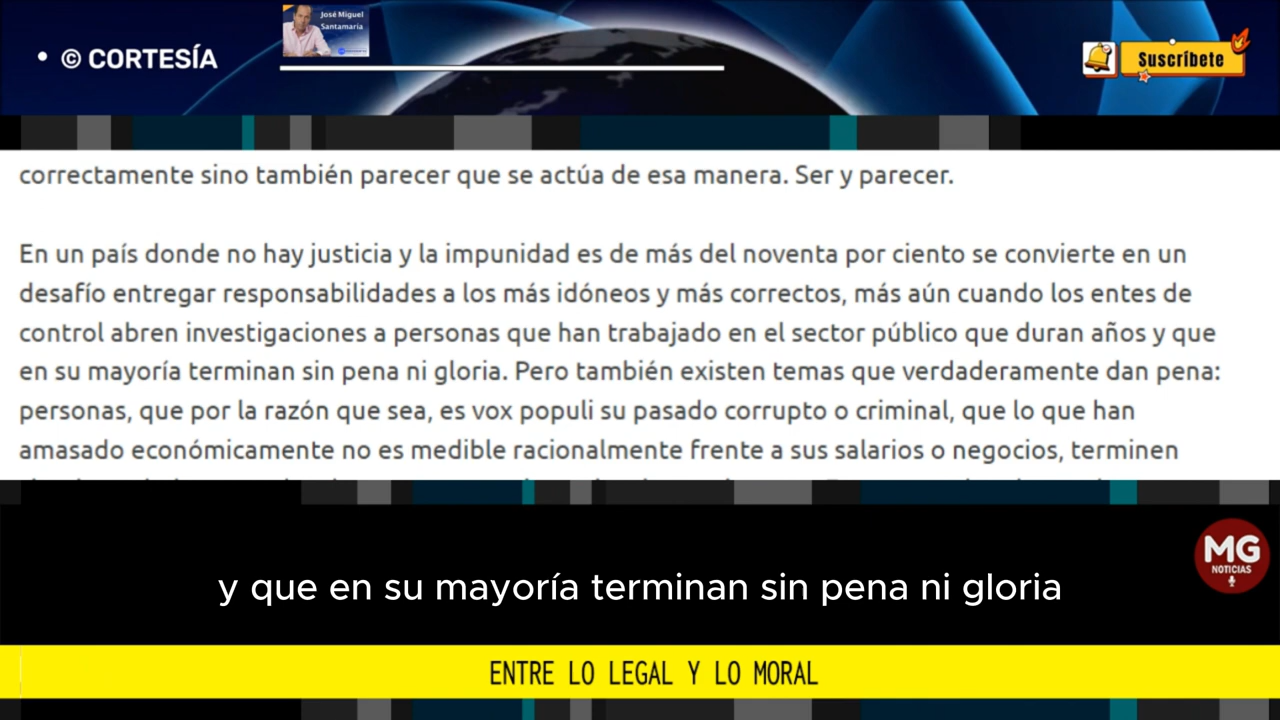 • © CORTESÍA
José Miguel
Santamaría
Suscríbete
correctamente sino también parecer que se actúa de esa manera. Ser y parecer.
En un país donde no hay justicia y la impunidad es de más del noventa por ciento se convierte en un
desafío entregar responsabilidades a los más idóneos y más correctos, más aún cuando los entes de
control abren investigaciones a personas que han trabajado en el sector público que duran años y que
en su mayoría terminan sin pena ni gloria. Pero también existen temas que verdaderamente dan pena:
personas, que por la razón que sea, es vox populi su pasado corrupto o criminal, que lo que han
amasado económicamente no es medible racionalmente frente a sus salarios o negocios, terminen
MG
NOTICIAS
y que en su mayoría terminan sin pena ni gloria
ENTRE LO LEGAL Y LO MORAL